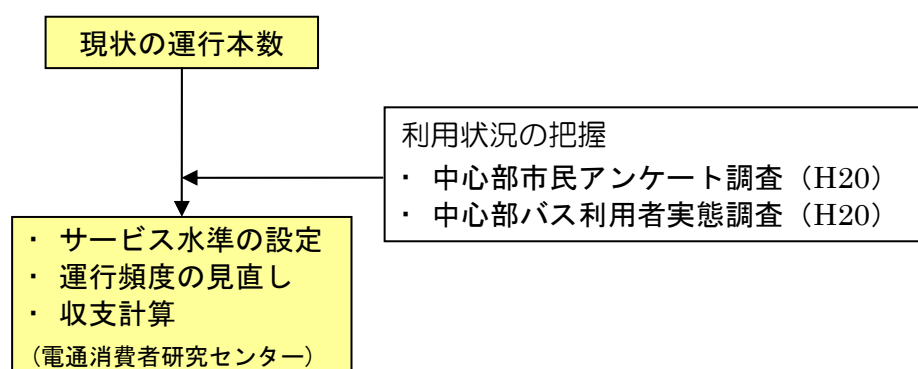 現状の運行本数
利用状況の把握
・ 中心部市民アンケート調査（H20）
・ 中心部バス利用者実態調査（H20）
・ サービス水準の設定
・ 運行頻度の見直し
・ 収支計算
（電通消費者研究センター）